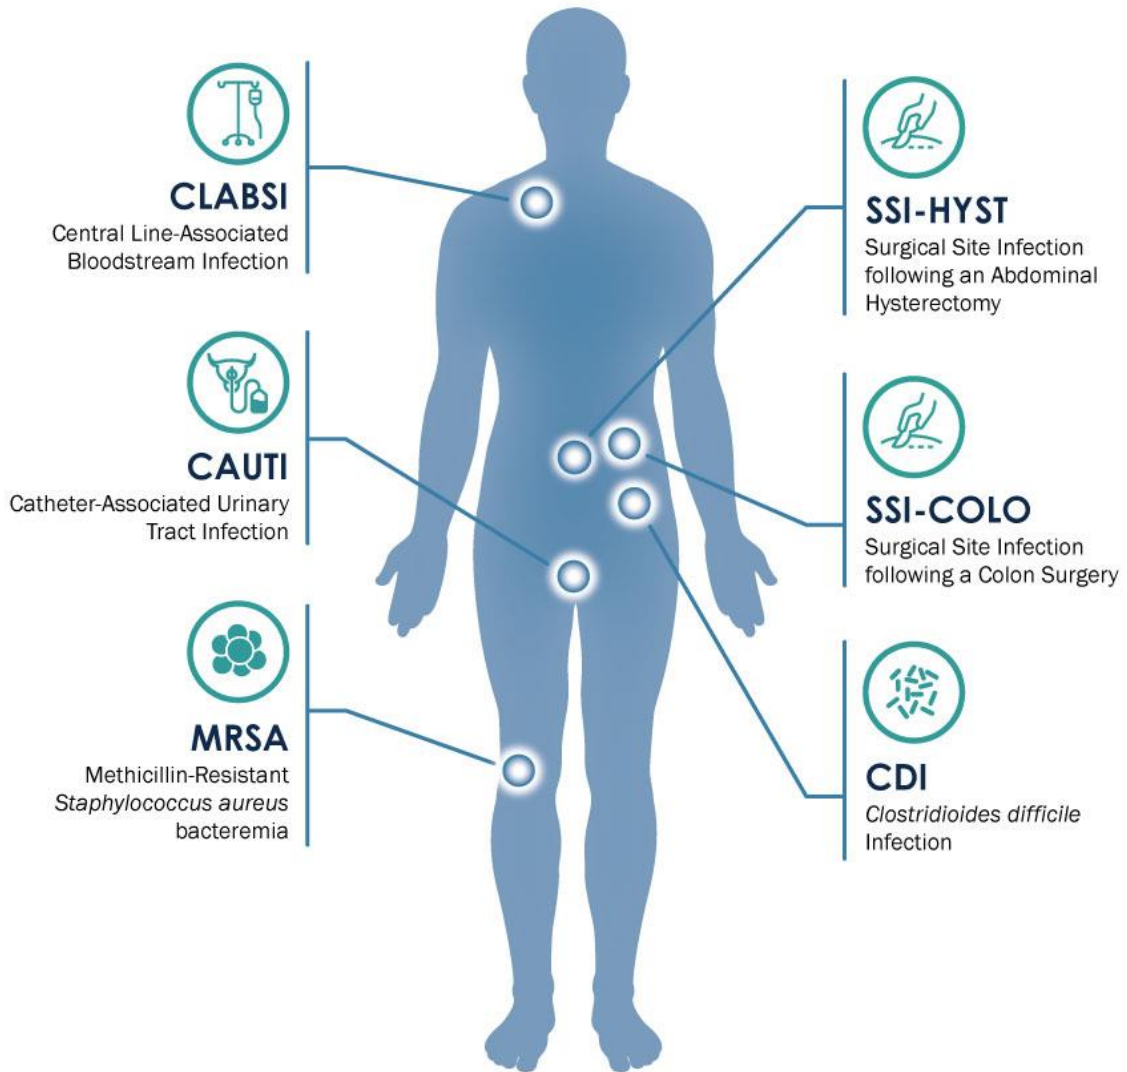 CLABSI
Central Line-Associated
Bloodstream Infection
CAUTI
Catheter-Associated Urinary
Tract Infection
MRSA
Methicillin-Resistant
Staphylococcus aureus
bacteremia
SSI-HYST
Surgical Site Infection
following an Abdominal
Hysterectomy
SSI-COLO
Surgical Site Infection
following a Colon Surgery
CDI
Clostridioides difficile
Infection